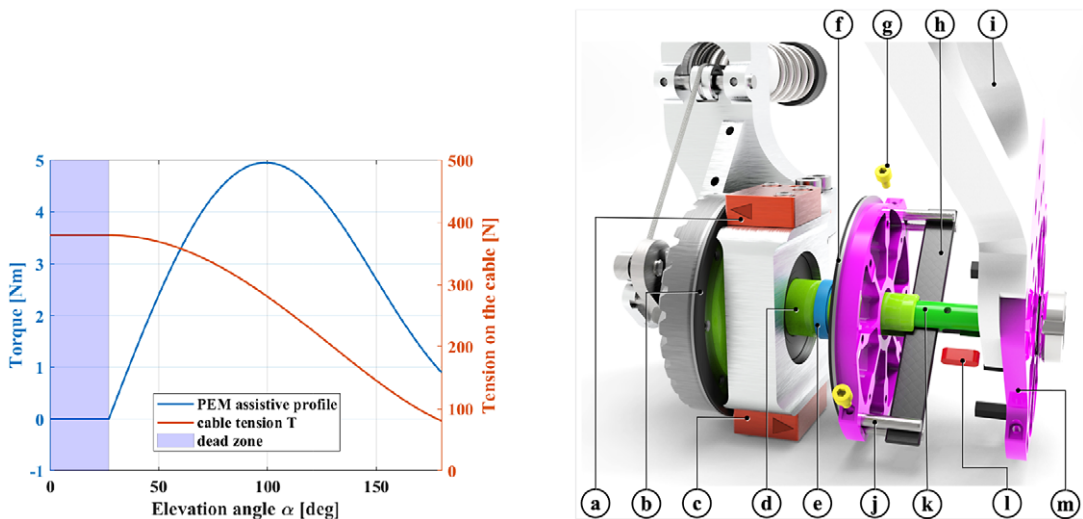 f
g
h
i
5
4
3
2
1
0
-1
Torque [Nm]
500
400
300
200
100
0
Tension on the cable [N]
PEM assistive profile
cable tension T
dead zone
0
50
100
150
Elevation angle α [deg]
a
b
c
d
e
j
k
l
m